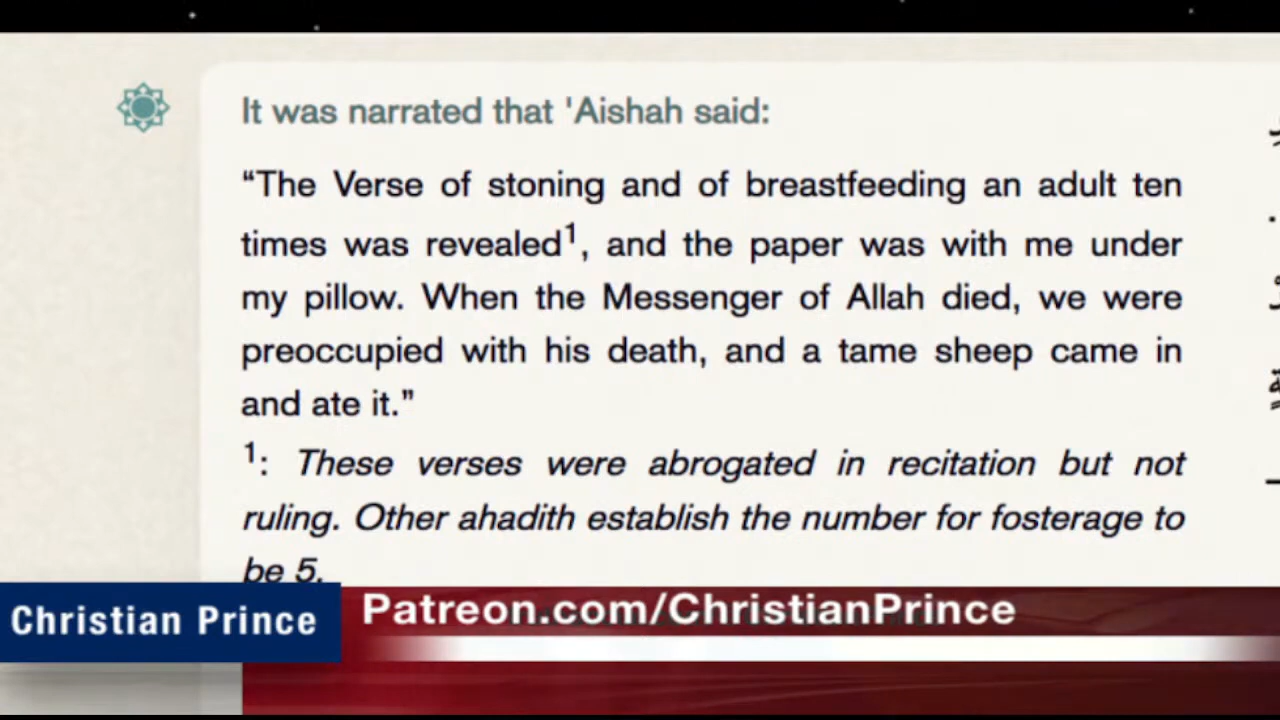 It was narrated that 'Aishah said:
“The Verse of stoning and of breastfeeding an adult ten
times was revealed¹, and the paper was with me under
my pillow. When the Messenger of Allah died, we were
preoccupied with his death, and a tame sheep came in
and ate it.”
¹: These verses were abrogated in recitation but not
ruling. Other ahadith establish the number for fosterage to
be 5.
Christian Prince
Patreon.com/ChristianPrince